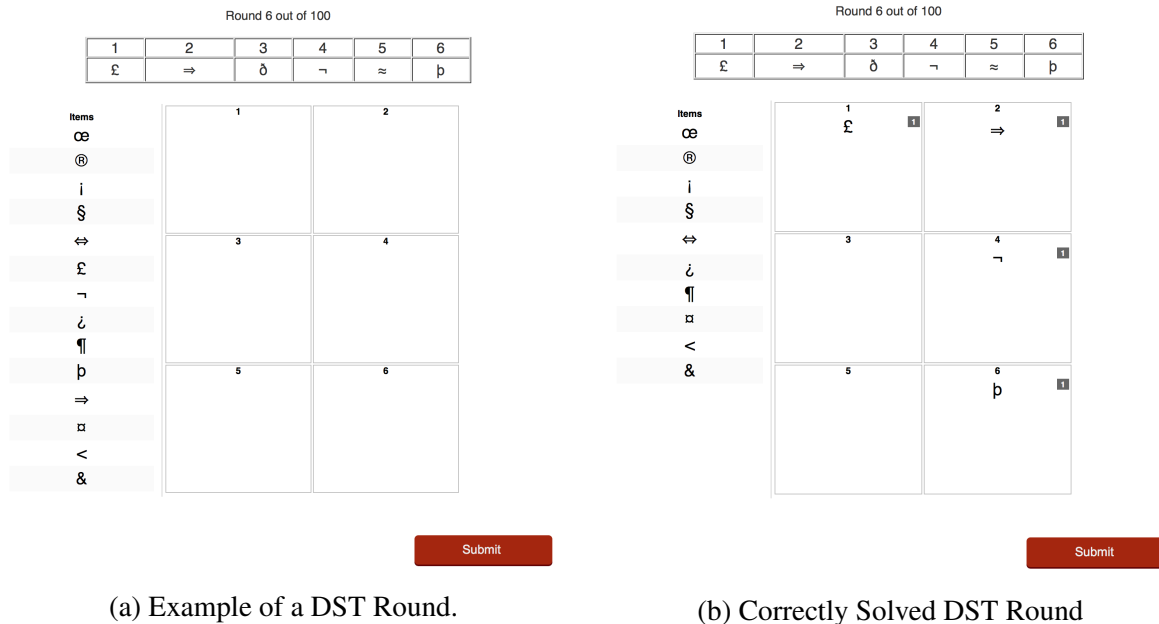 Round 6 out of 100
1 2 3 4 5 6
£ ⇒ ð ¬ ≈ þ
Items
œ
®
¡
§
⇔
£
¬
¿
¶
þ
⇒
¤
<
&
1 2
3 4
5 6
Submit
(a) Example of a DST Round.
Round 6 out of 100
1 2 3 4 5 6
£ ⇒ ð ¬ ≈ þ
Items
œ
®
¡
§
⇔
¿
¶
¤
<
&
1 2
£ 1 ⇒ 1
3 4
¬ 1
5 6
þ 1
Submit
(b) Correctly Solved DST Round